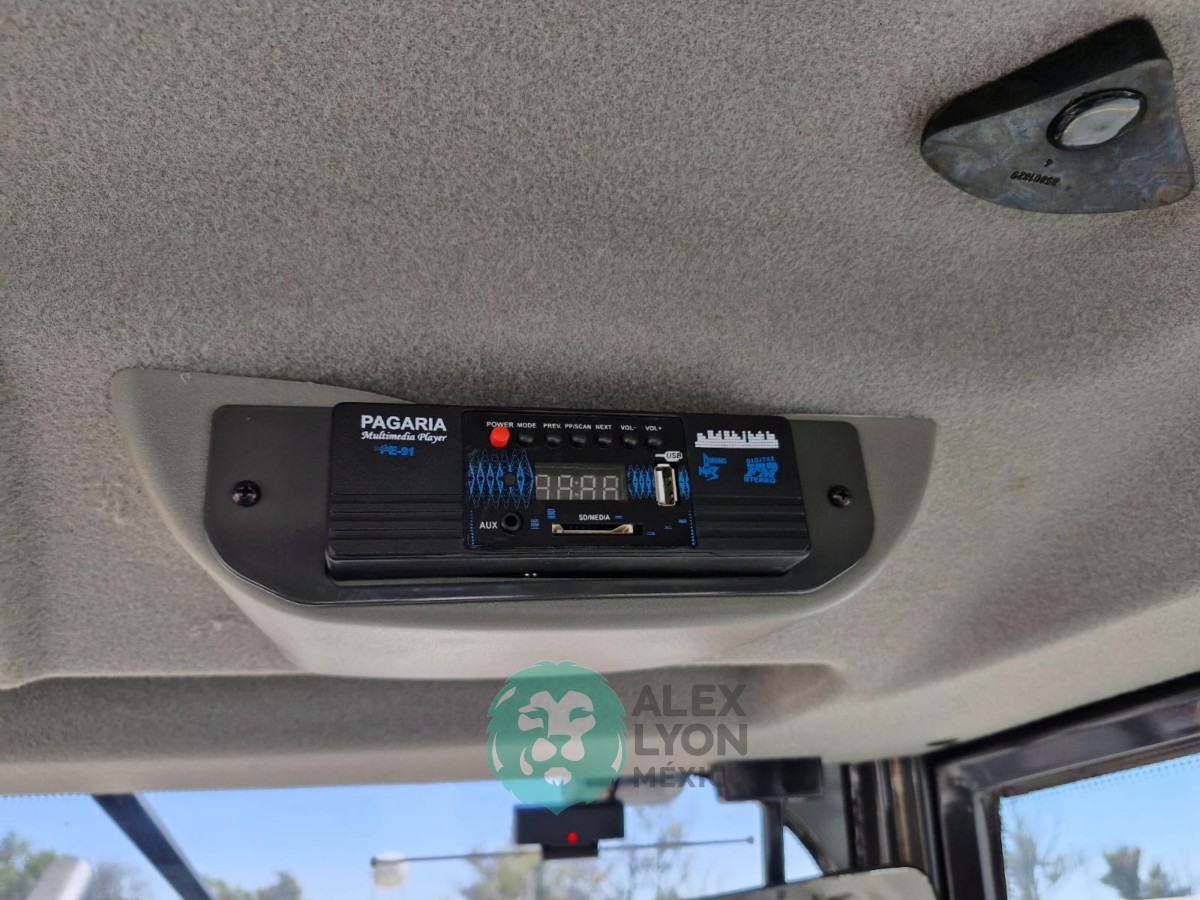 PAGARIA
Multimedia Player
PE-91
POWER MODE PREV. PP/SCAN NEXT VOL- VOL+
USB
DIGITAL
STEREO
AUX
SD/MEDIA
ALEX
LYON
MÉXICO